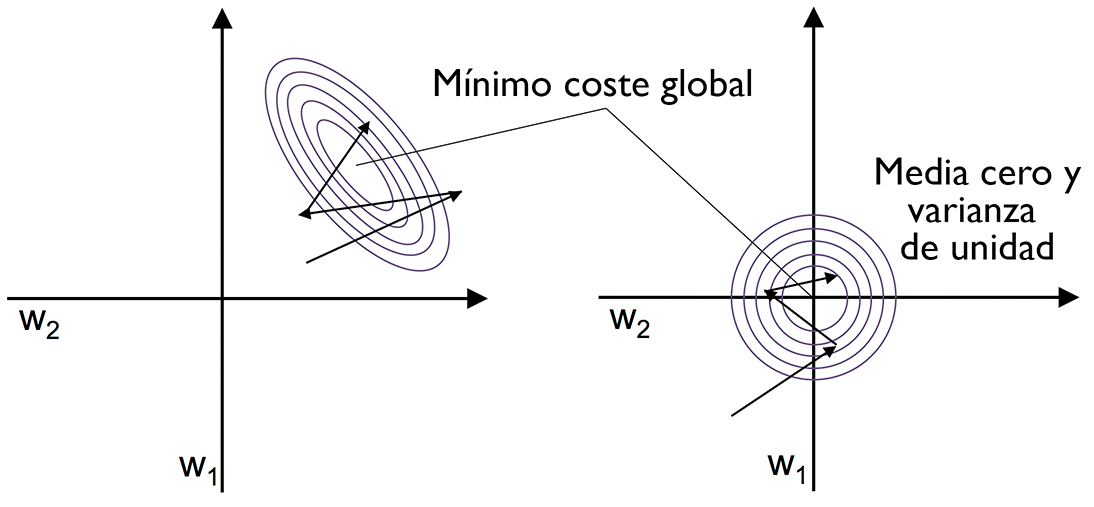 Mínimo coste global
Media cero y
varianza
de unidad
w2
w1
w2
w1